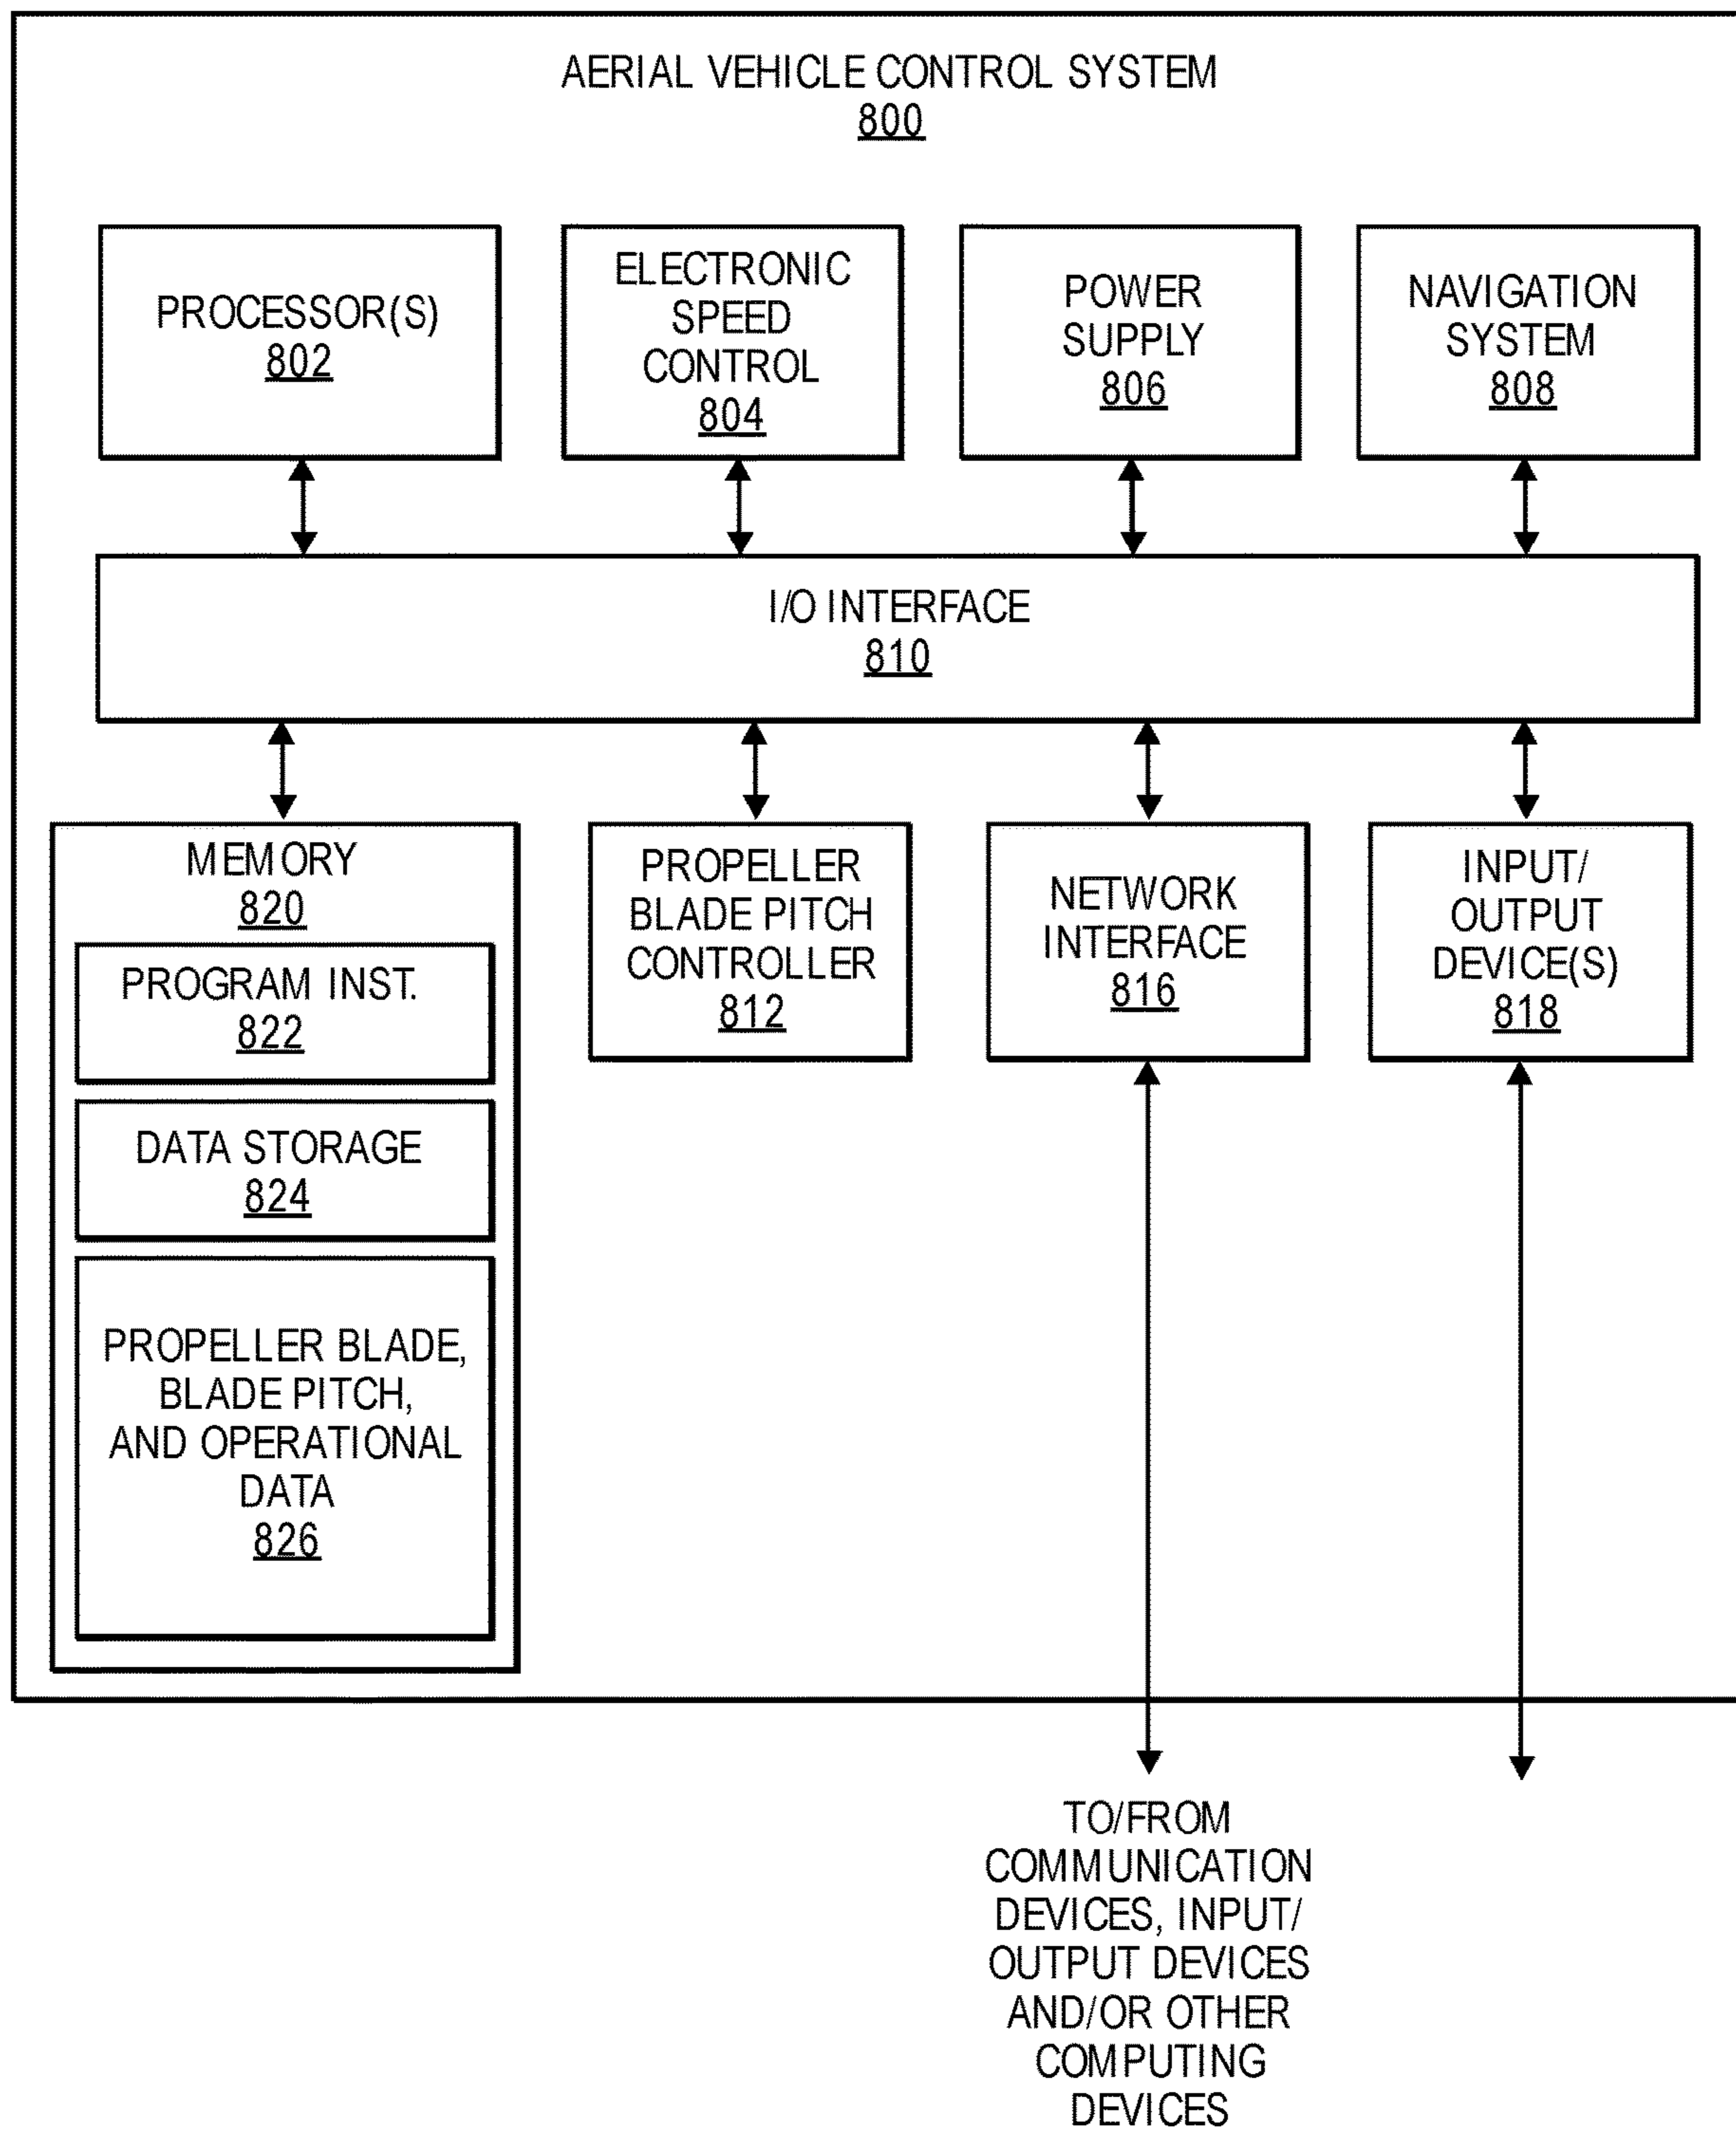 AERIAL VEHICLE CONTROL SYSTEM
800
PROCESSOR(S)
802
ELECTRONIC
SPEED
CONTROL
804
POWER
SUPPLY
806
NAVIGATION
SYSTEM
808
I/O INTERFACE
810
MEMORY
820
PROGRAM INST.
822
DATA STORAGE
824
PROPELLER BLADE,
BLADE PITCH,
AND OPERATIONAL
DATA
826
PROPELLER
BLADE PITCH
CONTROLLER
812
NETWORK
INTERFACE
816
INPUT/
OUTPUT
DEVICE(S)
818
TO/FROM
COMMUNICATION
DEVICES, INPUT/
OUTPUT DEVICES
AND/OR OTHER
COMPUTING
DEVICES